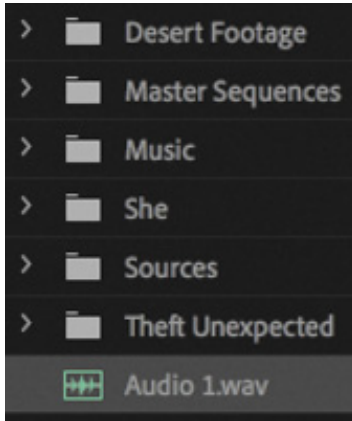 Desert Footage
Master Sequences
Music
She
Sources
Theft Unexpected
Audio 1.wav